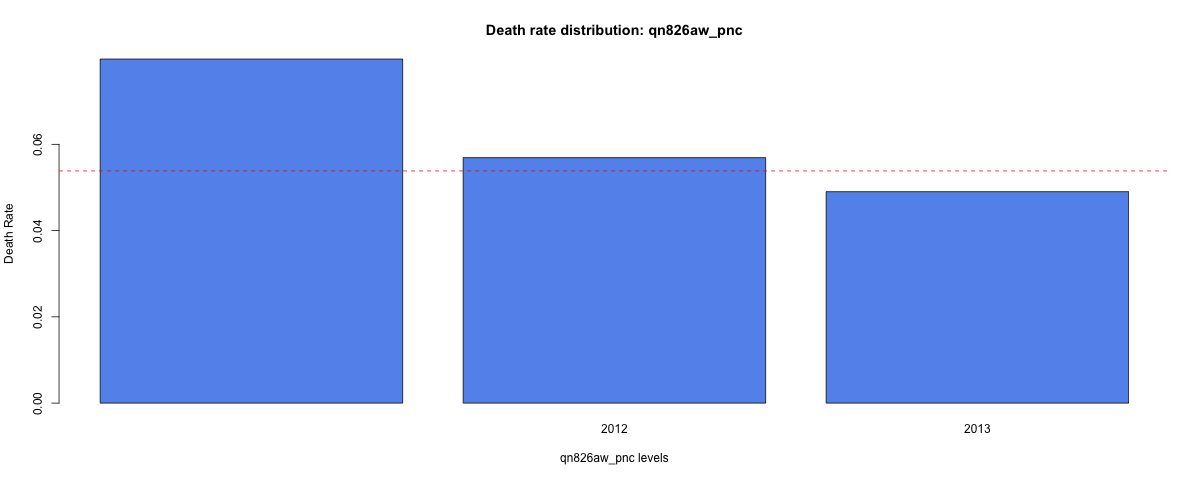 Death rate distribution: qn826aw_pnc
Death Rate
0.06
0.04
0.02
0.00
2012
2013
qn826aw_pnc levels